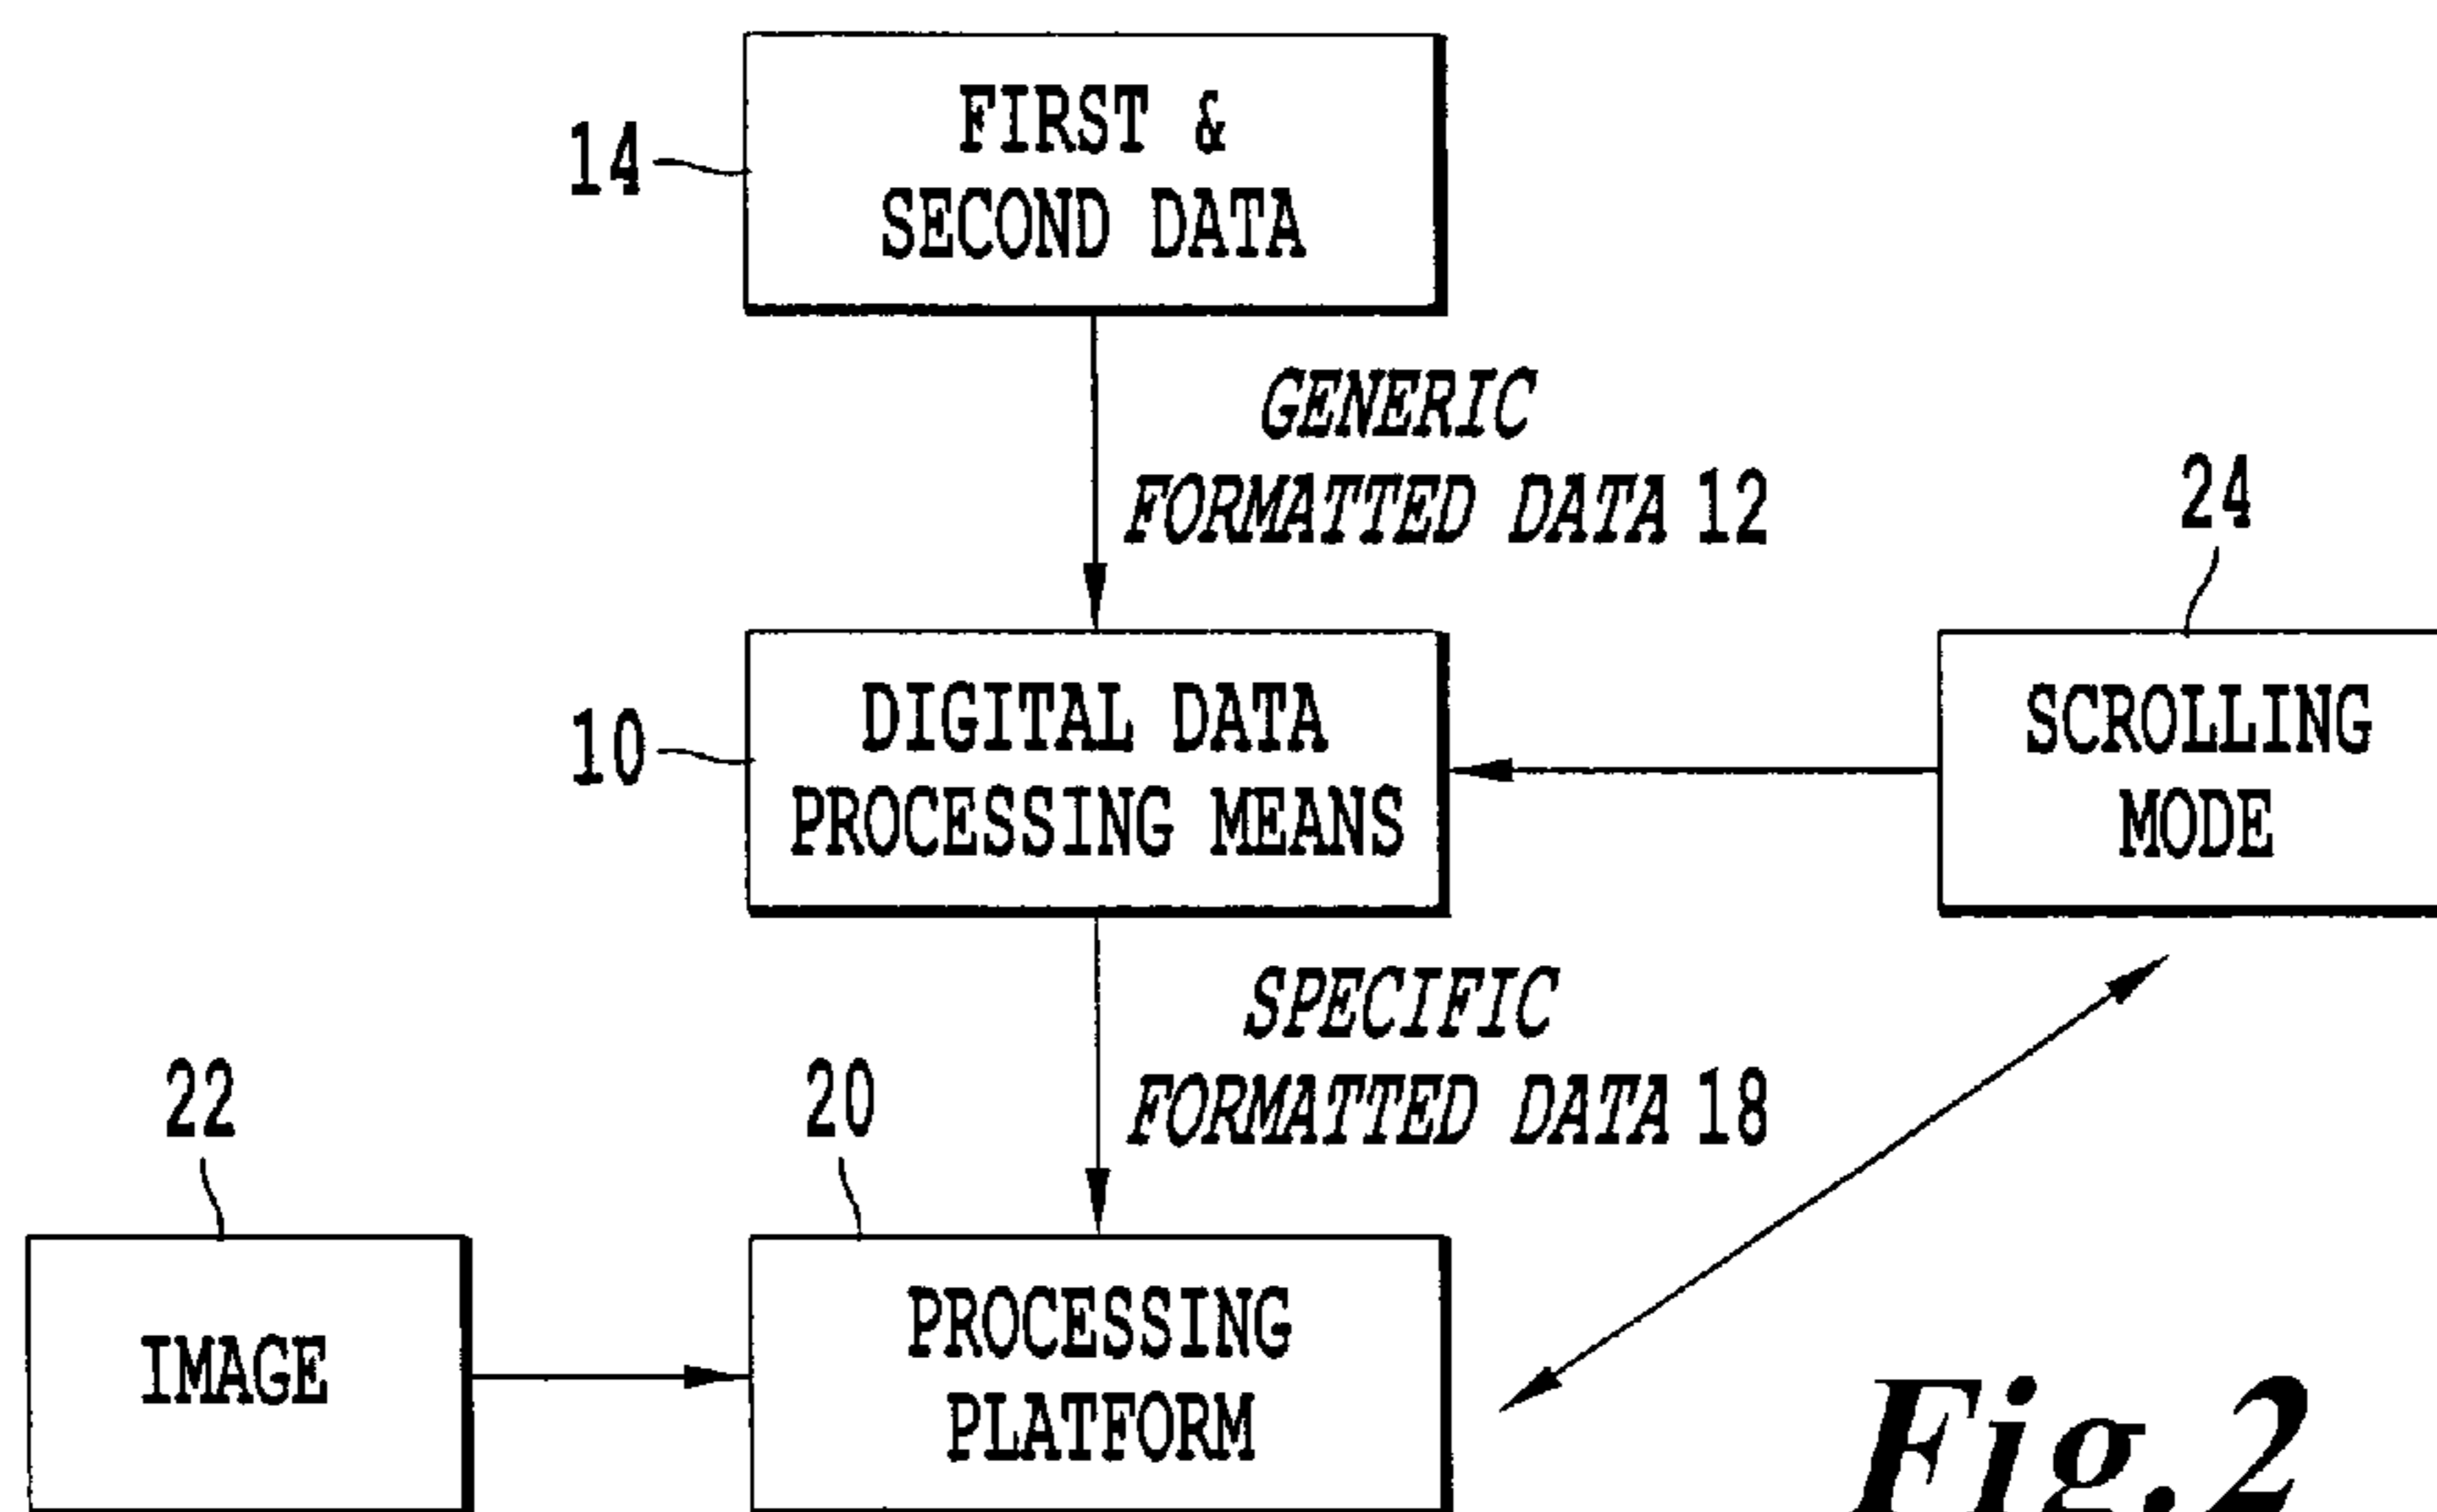 FIRST &
SECOND DATA
14
GENERIC
FORMATTED DATA 12
24
DIGITAL DATA
PROCESSING MEANS
10
SCROLLING
MODE
SPECIFIC
FORMATTED DATA 18
22
20
IMAGE
PROCESSING
PLATFORM
Fig.2